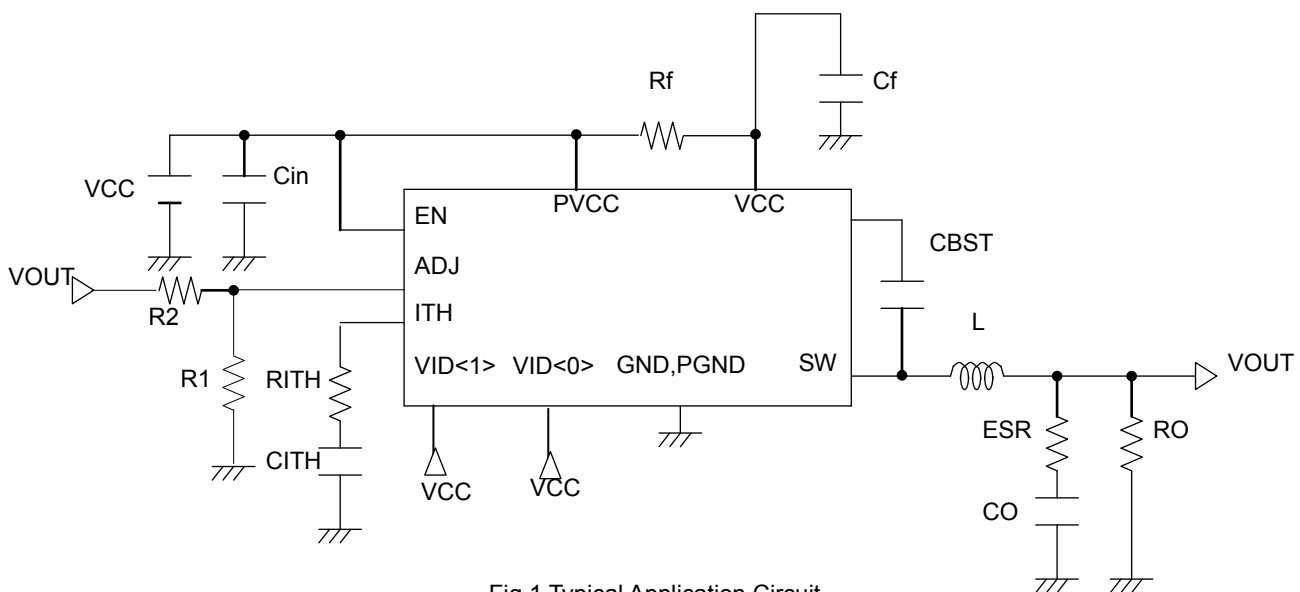 Rf
Cf
VCC
Cin
PVCC
VCC
EN
CBST
ADJ
VOUT
R2
ITH
L
R1
RITH
VID<1>
VID<0>
GND,PGND
SW
VOUT
ESR
RO
CITH
VCC
VCC
CO
Fig.1 Typical Application Circuit